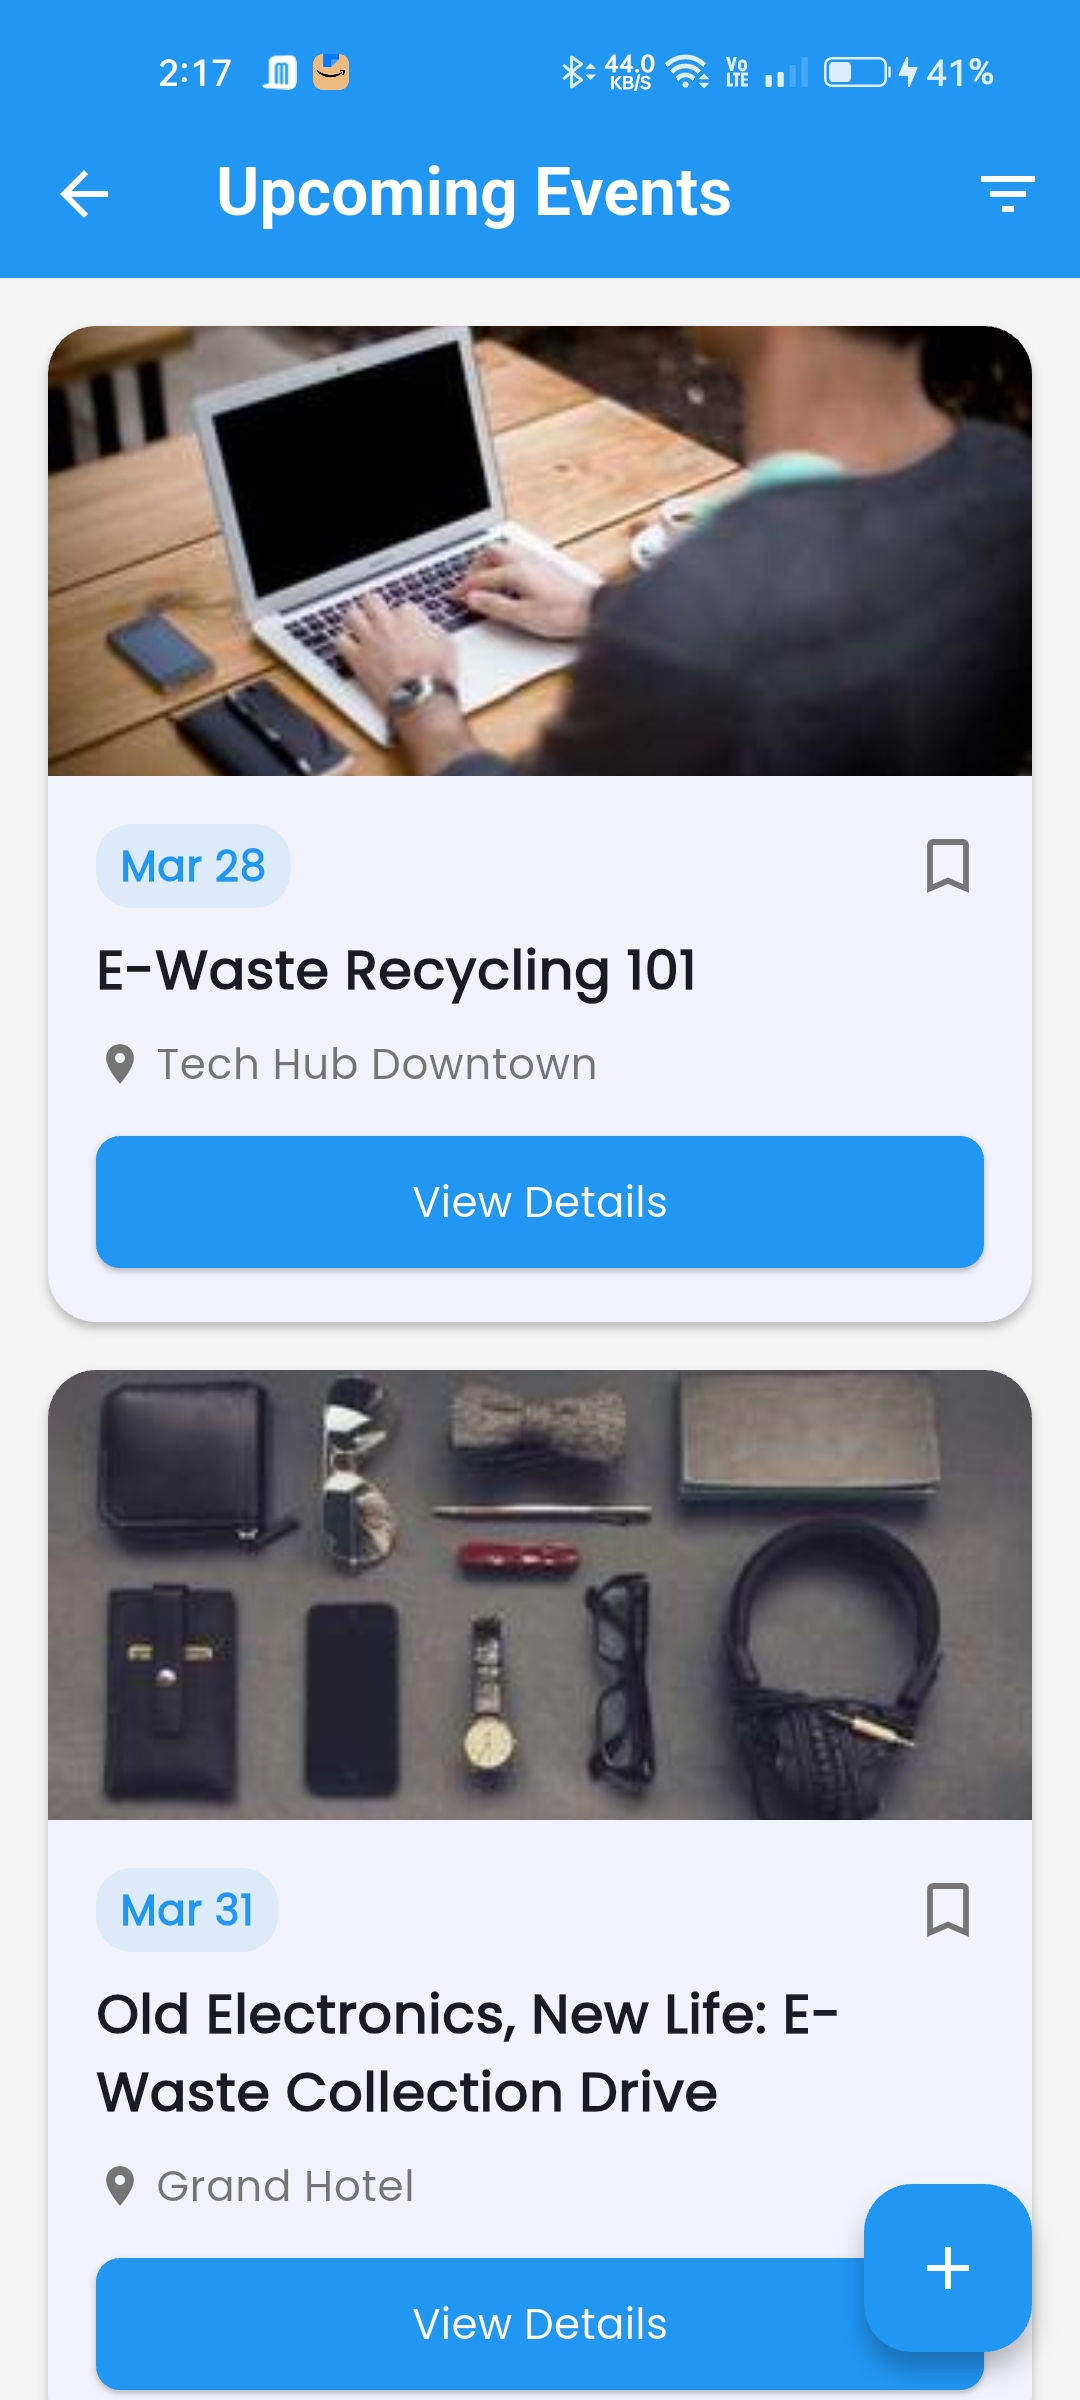 2:17 44.0 KB/S Vo LTE 41%
Upcoming Events
Mar 28
E-Waste Recycling 101
Tech Hub Downtown
View Details
Mar 31
Old Electronics, New Life: E-
Waste Collection Drive
Grand Hotel
View Details